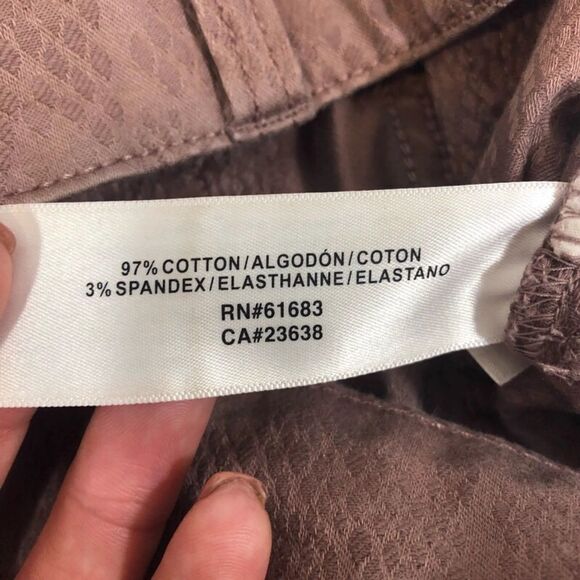 97% COTTON/ALGODÓN/COTON
3% SPANDEX/ELASTHANNE/ELASTANO
RN#61683
CA#23638